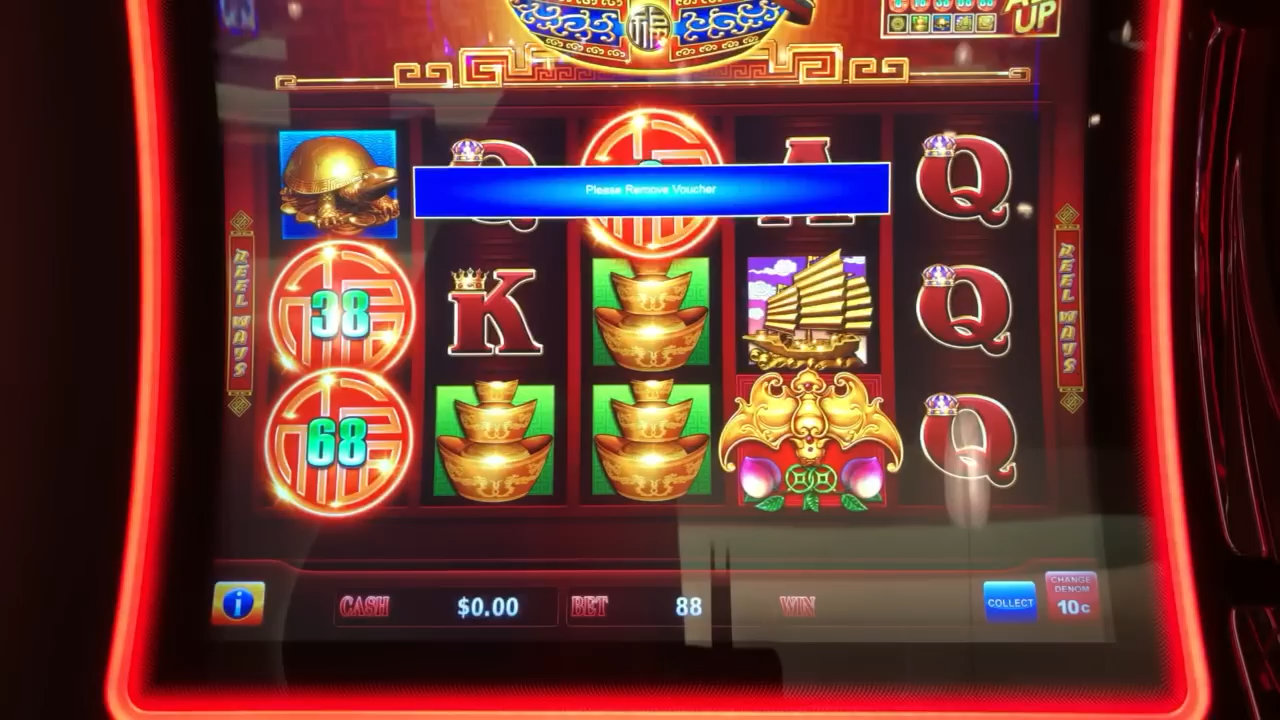 UP
福
Q
A
Q
Please Remove Voucher
REEL WAYS
38
K
Q
REEL WAYS
68
Q
i
CASH
$0.00
BET
88
WIN
COLLECT
CHANGE
DENOM
10c